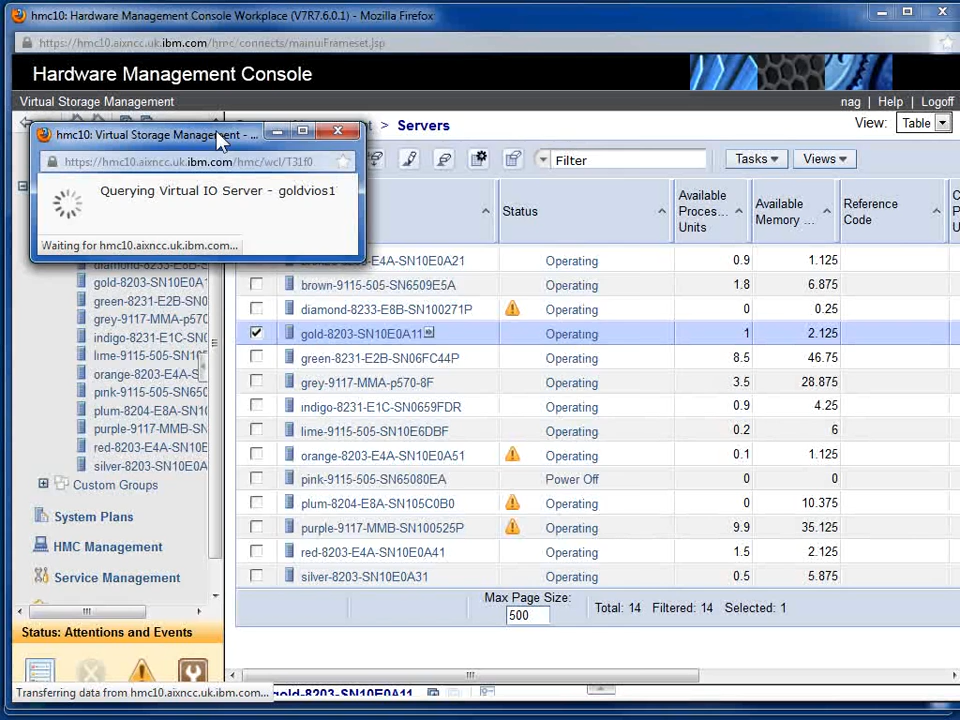 hmc10: Hardware Management Console Workplace (V7R7.6.0.1) - Mozilla Firefox
https://hmc10.aixncc.uk.ibm.com/hmc/connects/mainuiFrameset.jsp
Hardware Management Console
Virtual Storage Management
nag | Help | Logoff
> Servers
View: Table
hmc10: Virtual Storage Management - ...
https://hmc10.aixncc.uk.ibm.com/hmc/wcl/T31f0
Querying Virtual IO Server - goldvios1
Waiting for hmc10.aixncc.uk.ibm.com...
Filter
Tasks
Views
Status
Available Proces... Units
Available Memory ...
Reference Code
-8203-E4A-SN10E0A21 Operating 0.9 1.125
brown-9115-505-SN6509E5A Operating 1.8 6.875
diamond-8233-E8B-SN100271P Operating 0 0.25
gold-8203-SN10E0A11 Operating 1 2.125
green-8231-E2B-SN06FC44P Operating 8.5 46.75
grey-9117-MMA-p570-8F Operating 3.5 28.875
indigo-8231-E1C-SN0659FDR Operating 0.9 4.25
lime-9115-505-SN10E6DBF Operating 0.2 6
orange-8203-E4A-SN10E0A51 Operating 0.1 1.125
pink-9115-505-SN65080EA Power Off 0 0
plum-8204-E8A-SN105C0B0 Operating 0 10.375
purple-9117-MMB-SN100525P Operating 9.9 35.125
red-8203-E4A-SN10E0A41 Operating 1.5 2.125
silver-8203-SN10E0A31 Operating 0.5 5.875
Max Page Size:
500
Total: 14 Filtered: 14 Selected: 1
diamond-8233-E8B-
gold-8203-SN10E0A1
green-8231-E2B-SN0
grey-9117-MMA-p570
indigo-8231-E1C-SN
lime-9115-505-SN10
orange-8203-E4A-S
pink-9115-505-SN650
plum-8204-E8A-SN10
purple-9117-MMB-SN
red-8203-E4A-SN10E
silver-8203-SN10E0A
Custom Groups
System Plans
HMC Management
Service Management
Status: Attentions and Events
Transferring data from hmc10.aixncc.uk.ibm.com...
gold-8203-SN10E0A11